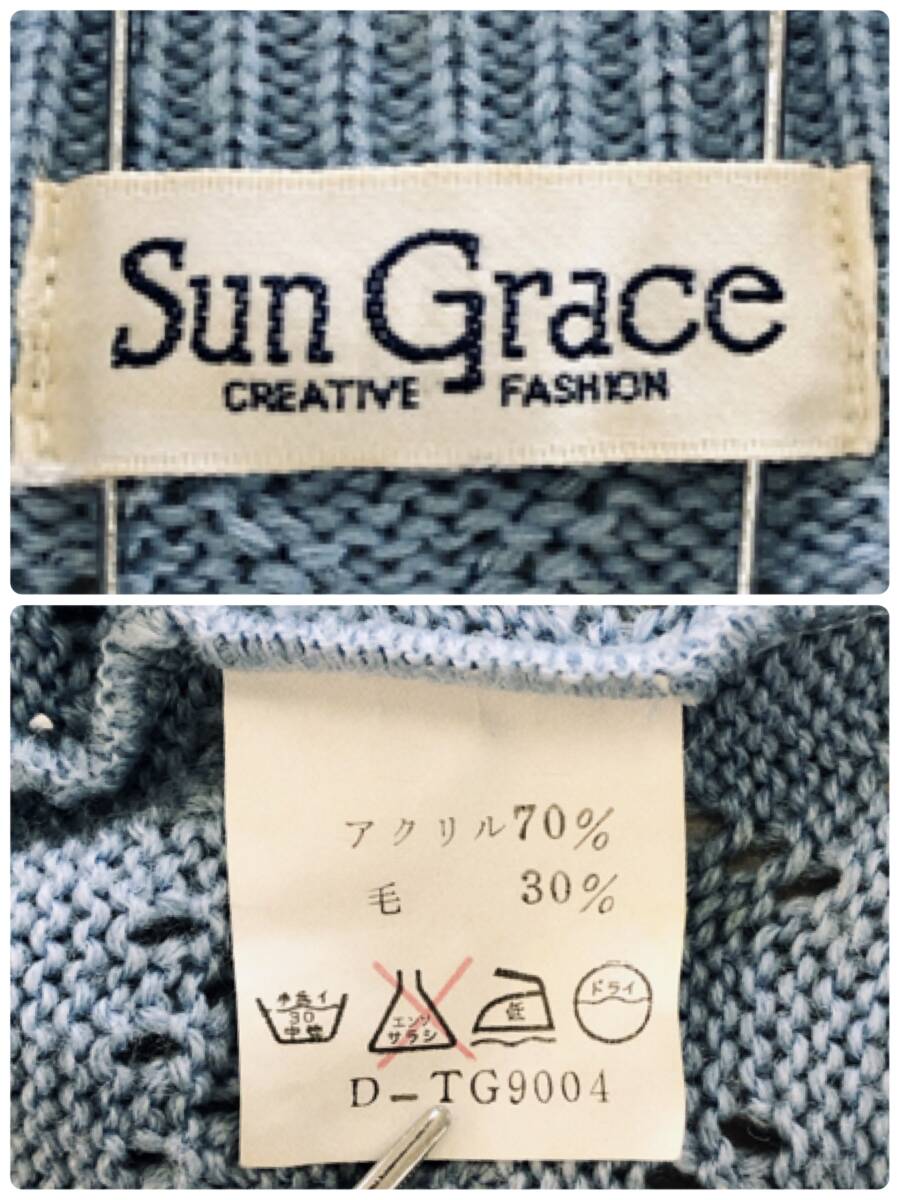 Sun Grace
CREATIVE FASHION
アクリル70%
毛 30%
手洗イ
30
中性
エンソ
サラシ
低
ドライ
D-TG9004